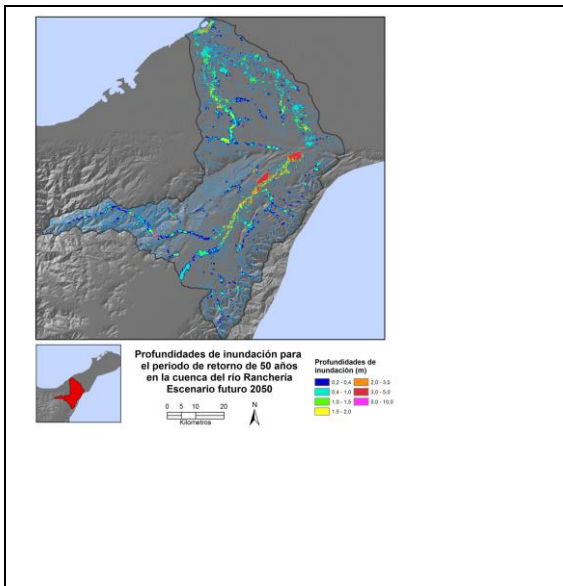 Profundidades de inundación para
el periodo de retorno de 50 años
en la cuenca del río Ranchería
Escenario futuro 2050
0 5 10 20
Kilometros
N
Profundidades de
inundación (m)
0,2 - 0,4
0,4 - 1,0
1,0 - 1,5
1,5 - 2,0
2,0 - 3,0
3,0 - 5,0
5,0 - 10,0